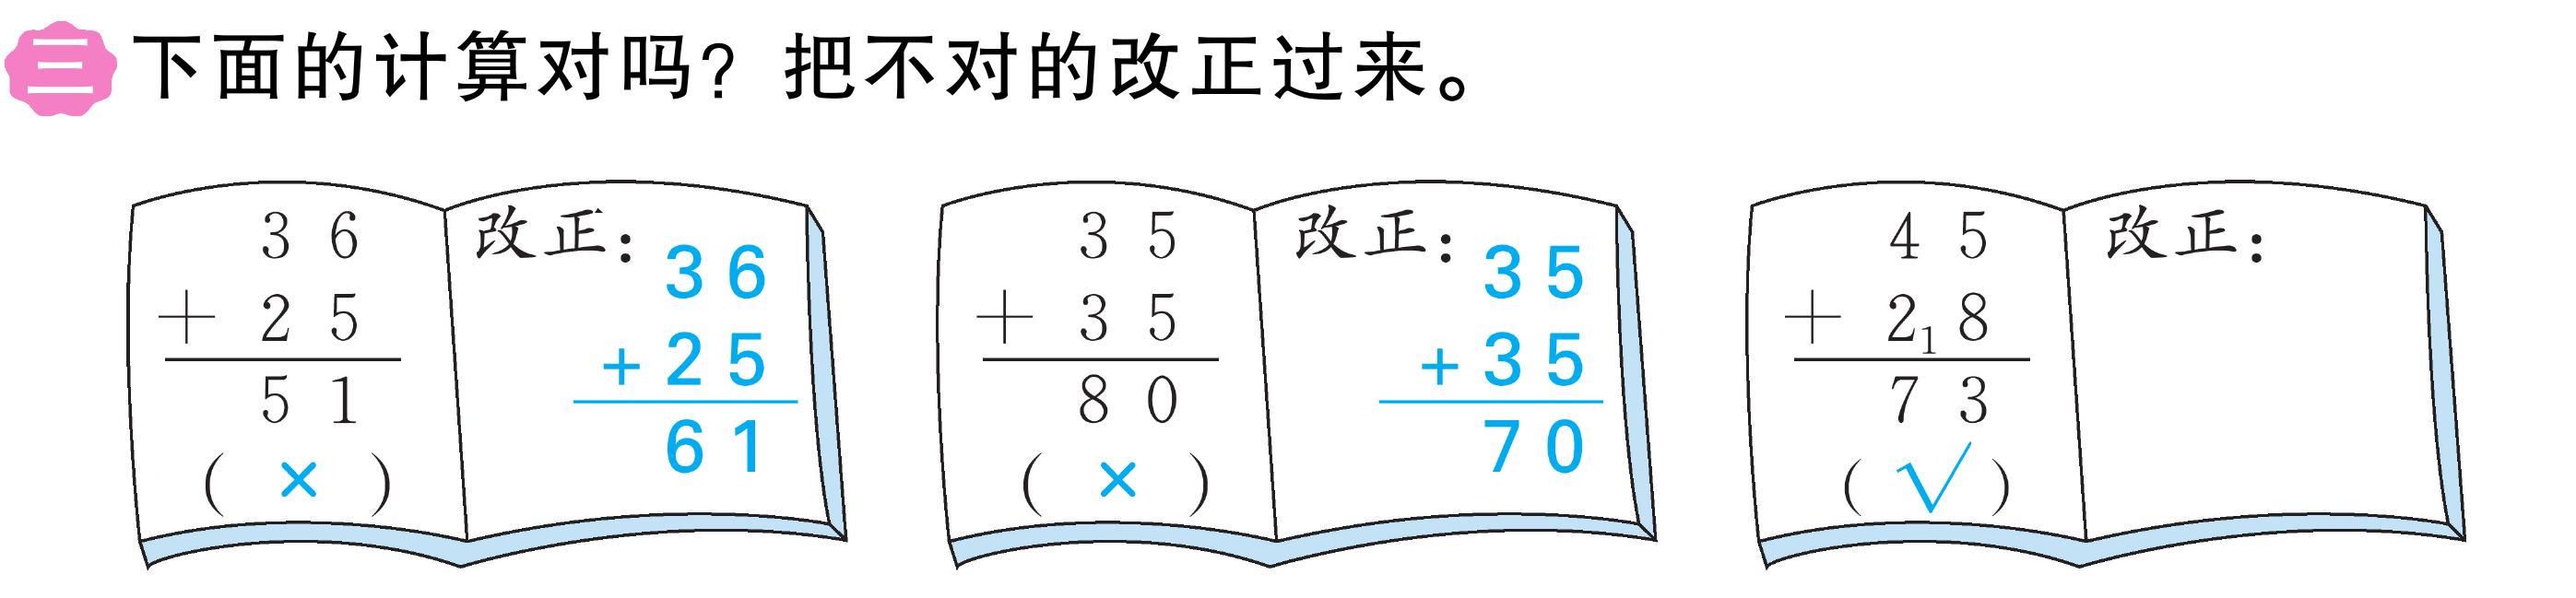 三 下面的计算对吗？把不对的改正过来。
3 6 改正： 3 6
+ 2 5 + 2 5
5 1 6 1
( × )
3 5 改正： 3 5
+ 3 5 + 3 5
8 0 7 0
( × )
4 5 改正：
+ 2 1 8
7 3
( √ )